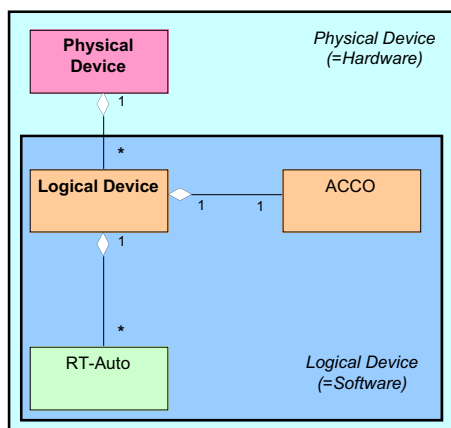 Physical
Device
Physical Device
(=Hardware)
1
*
Logical Device
ACCO
1
1
1
*
RT-Auto
Logical Device
(=Software)